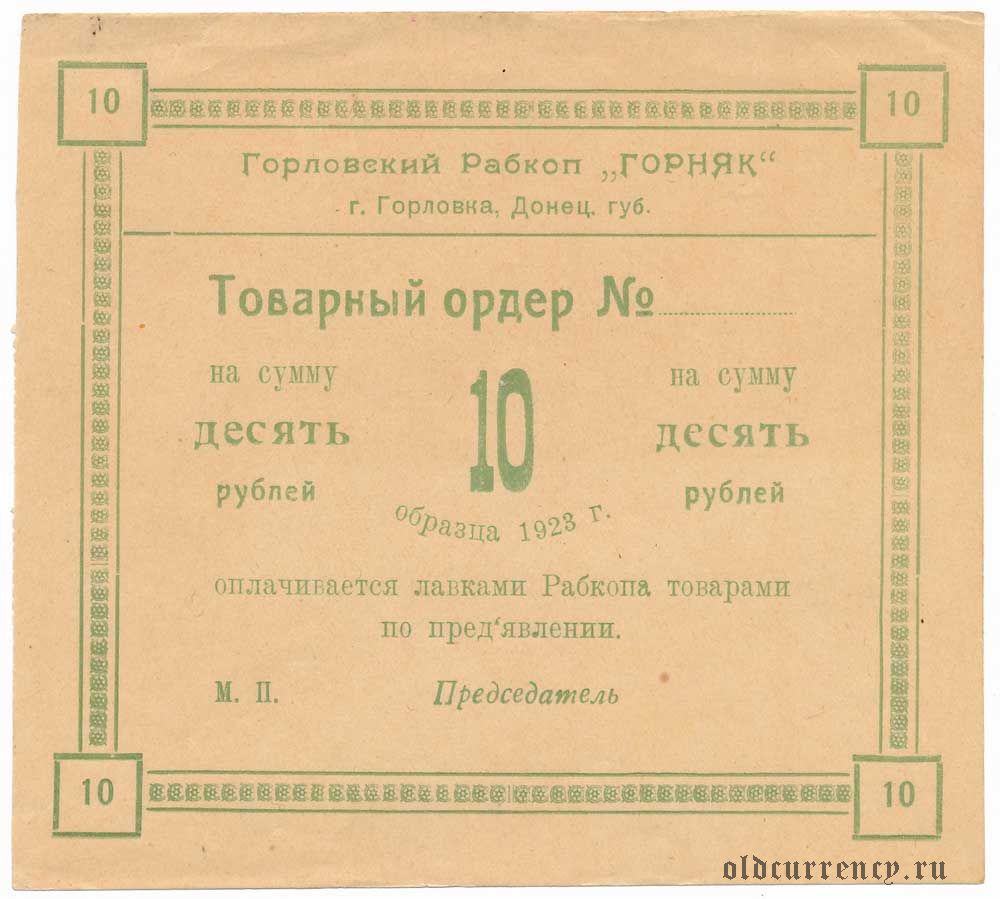 10 10
Горловский Рабкоп „ГОРНЯК“
г. Горловка, Донец. губ.
Товарный ордер №
на сумму 10 на сумму
десять десять
рублей рублей
образца 1923 г.
оплачивается лавками Рабкопа товарами
по пред‘явлении.
М. П. Председатель
10 10
oldcurrency.ru